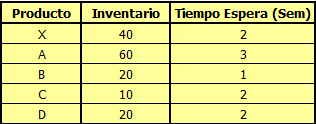 Producto Inventario Tiempo Espera (Sem)
X 40 2
A 60 3
B 20 1
C 10 2
D 20 2